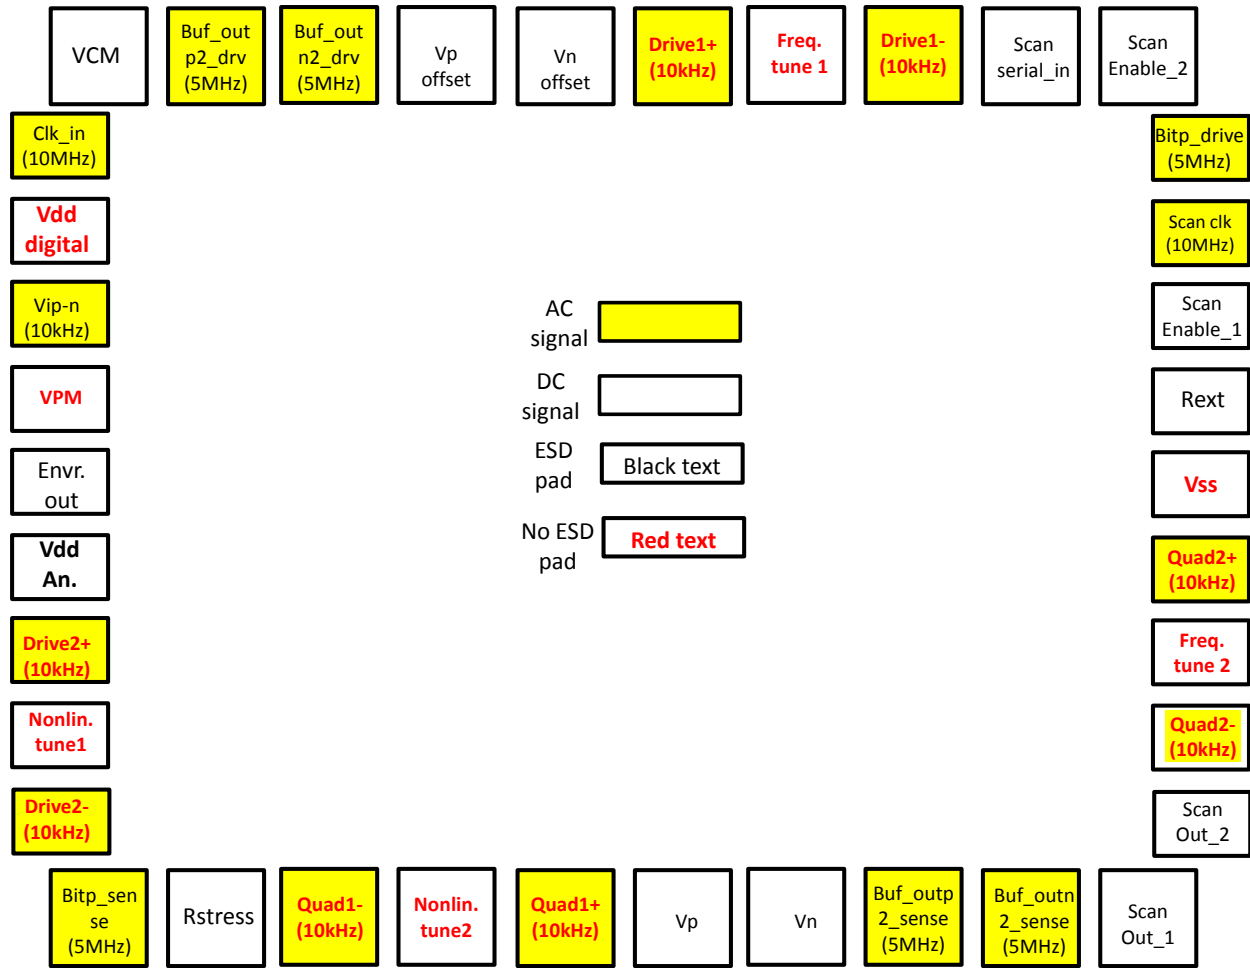 VCM
Buf_out
p2_drv
(5MHz)
Buf_out
n2_drv
(5MHz)
Vp
offset
Vn
offset
Drive1+
(10kHz)
Freq.
tune 1
Drive1-
(10kHz)
Scan
serial_in
Scan
Enable_2
Clk_in
(10MHz)
Vdd
digital
Vip-n
(10kHz)
VPM
Envr.
out
Vdd
An.
Drive2+
(10kHz)
Nonlin.
tune1
Drive2-
(10kHz)
AC
signal
DC
signal
ESD
pad
Black text
No ESD
pad
Red text
Bitp_drive
(5MHz)
Scan clk
(10MHz)
Scan
Enable_1
Rext
Vss
Quad2+
(10kHz)
Freq.
tune 2
Quad2-
(10kHz)
Scan
Out_2
Bitp_sen
se
(5MHz)
Rstress
Quad1-
(10kHz)
Nonlin.
tune2
Quad1+
(10kHz)
Vp
Vn
Buf_outp
2_sense
(5MHz)
Buf_outn
2_sense
(5MHz)
Scan
Out_1